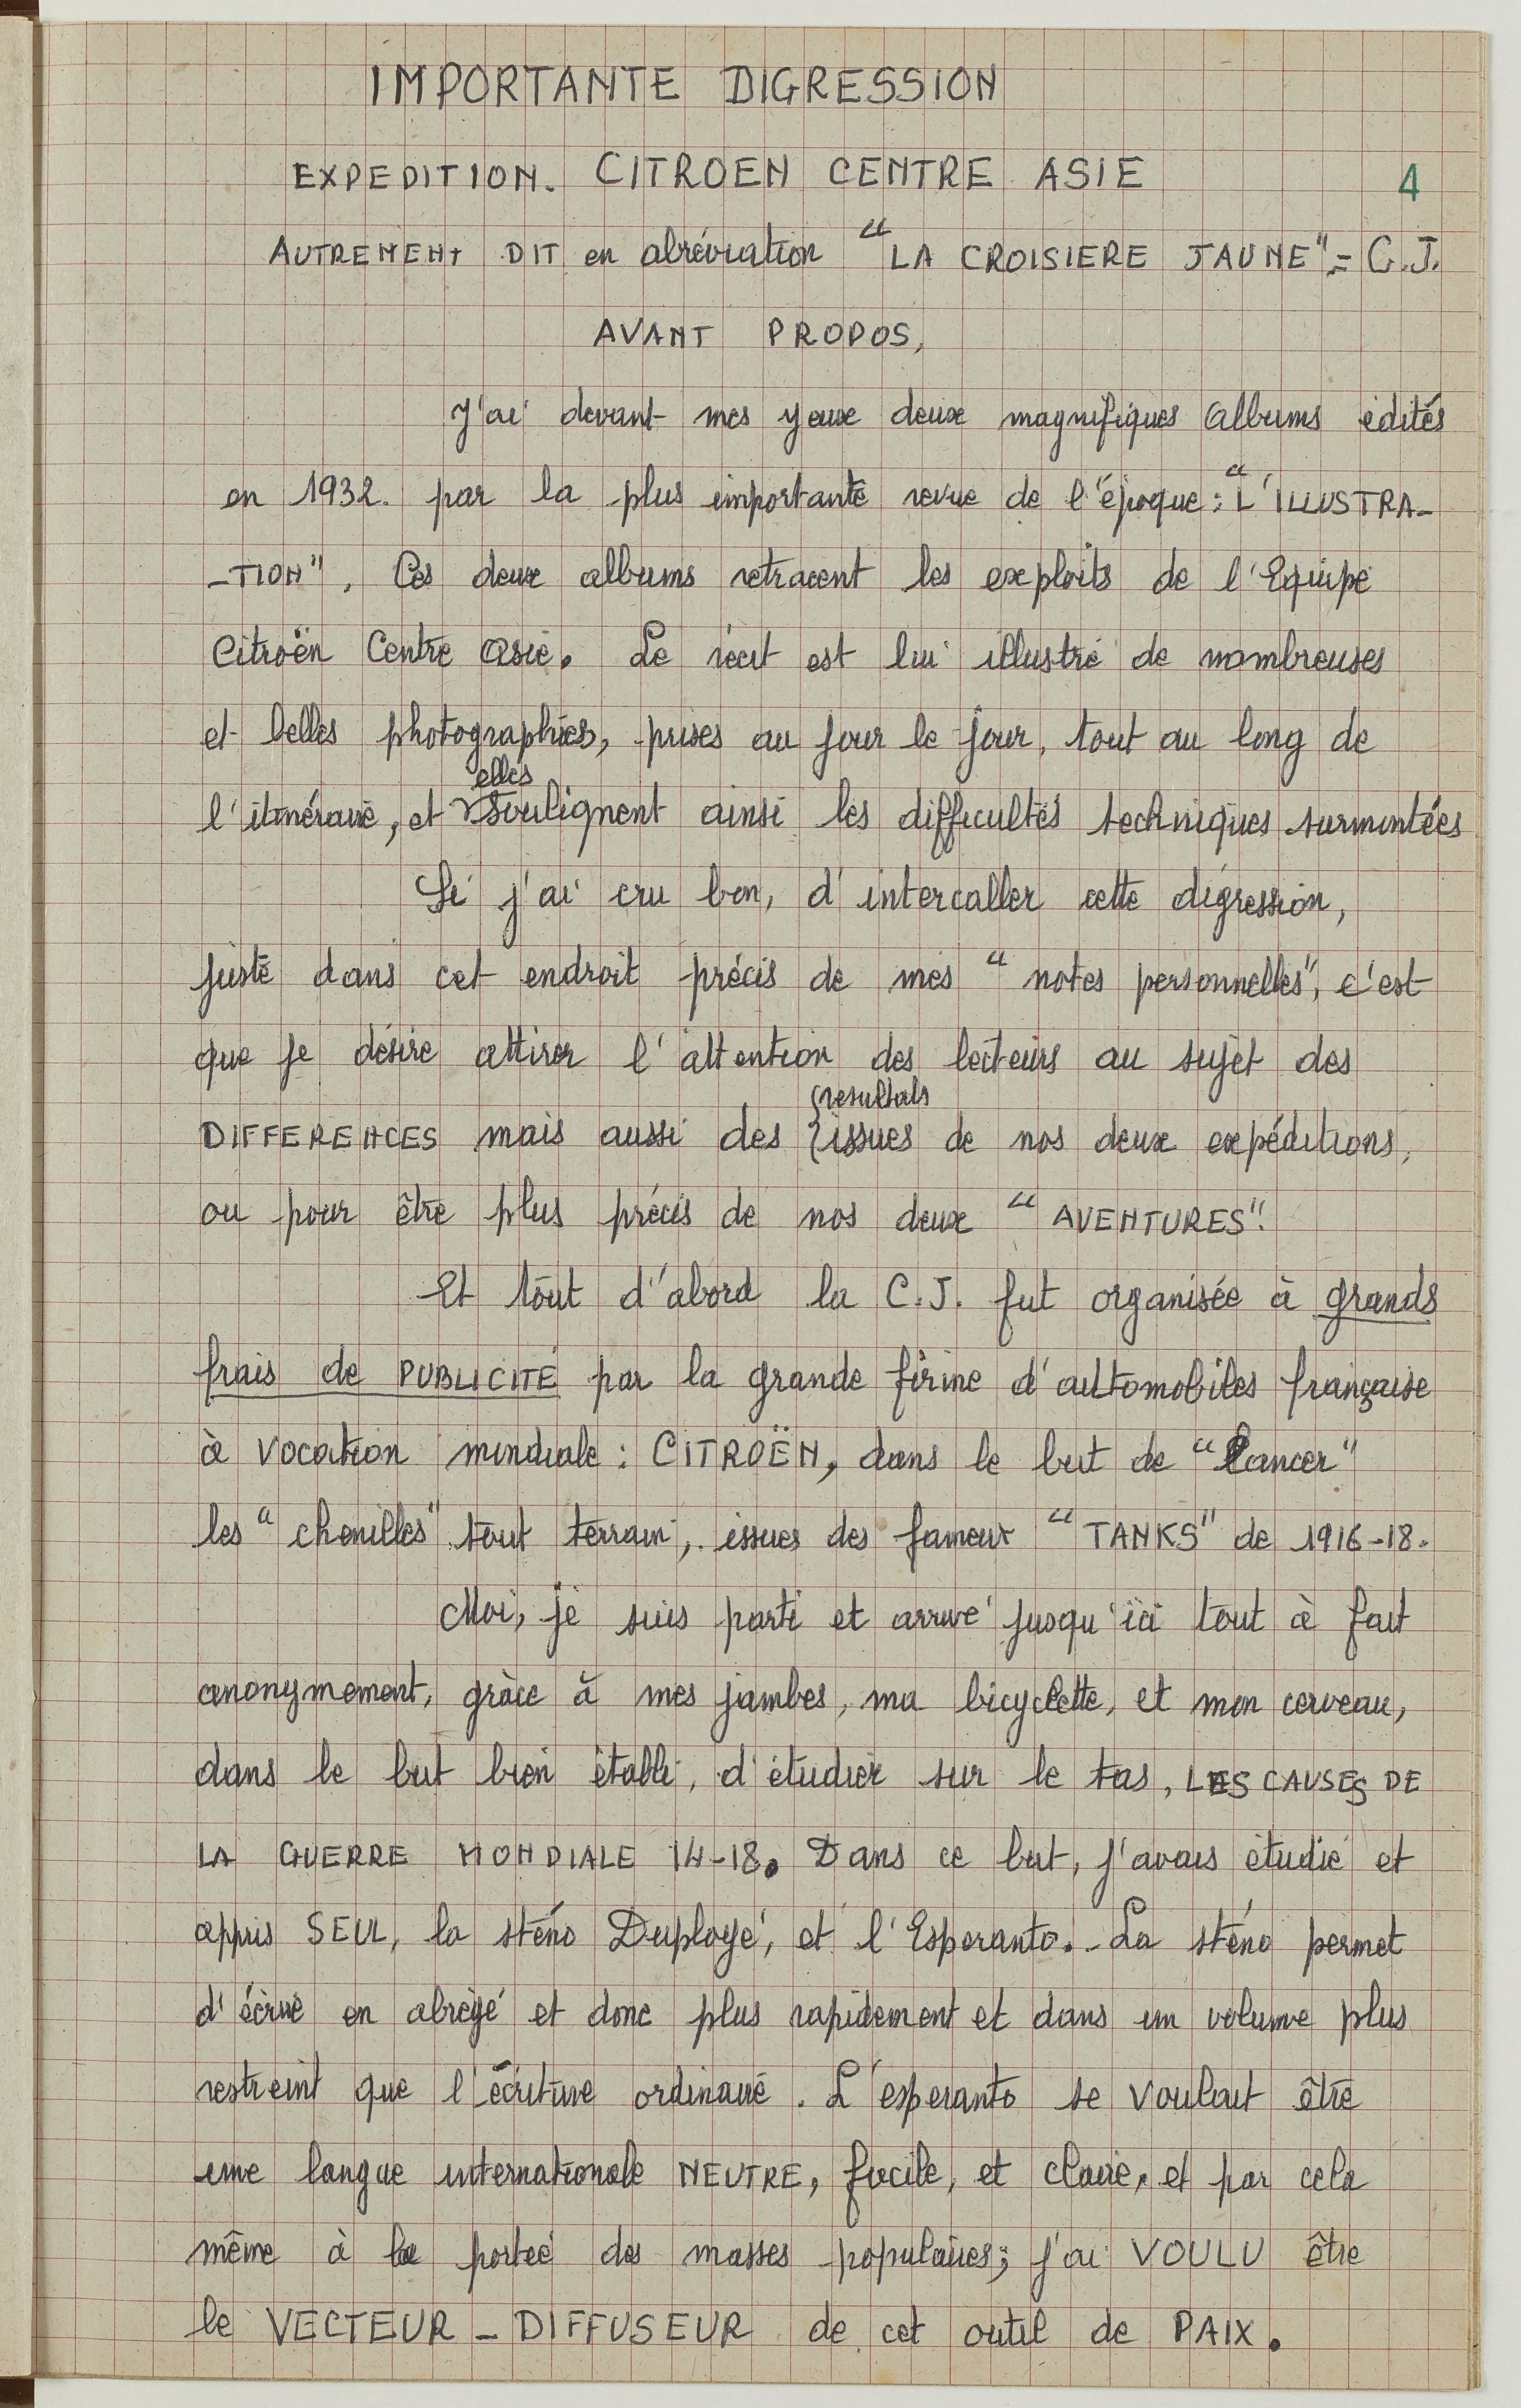 IMPORTANTE DIGRESSION
EXPEDITION. CITROEN CENTRE ASIE
4
AUTREMENT DIT en abréviation "LA CROISIERE JAUNE" = C.J.
AVANT PROPOS,
J'ai devant mes yeux deux magnifiques albums édités
en 1932. par la plus importante revue de l'époque: "L'ILLUSTRA-
-TION". Ces deux albums retracent les exploits de l'Equipe
Citroën Centre Asie. Le récit est lui illustré de nombreuses
et belles photographies, prises au jour le jour, tout au long de
elles
l'itinéraire, et soulignent ainsi les difficultés techniques surmontées
Si j'ai cru bon, d'intercaller cette digression,
juste dans cet endroit précis de mes "notes personnelles", c'est
que je désire attirer l'attention des lecteurs au sujet des
(resultats
DIFFERENCES mais aussi des {issues de nos deux expéditions,
ou pour être plus précis de nos deux "AVENTURES".
Et tout d'abord la C.J. fut organisée à grands
frais de PUBLICITÉ par la grande firme d'automobiles française
à vocation mondiale: CITROËN, dans le but de "Lancer"
les "chenilles" tout terrain, issues des fameux "TANKS" de 1916-18.
Moi, je suis parti et arrivé jusqu'ici tout à fait
anonymement, grâce à mes jambes, ma bicyclette, et mon cerveau,
dans le but bien établi, d'étudier sur le tas, LES CAUSES DE
LA GUERRE MONDIALE 14-18. Dans ce but, j'avais étudié et
appris SEUL, la sténo Duployé, et l'Esperanto. La sténo permet
d'écrire en abrégé et donc plus rapidement et dans un volume plus
restreint que l'écriture ordinaire. L'esperanto se voulait être
une langue internationale NEUTRE, facile, et claire, et par cela
même à la portée des masses populaires; j'ai VOULU être
le VECTEUR - DIFFUSEUR de cet outil de PAIX.